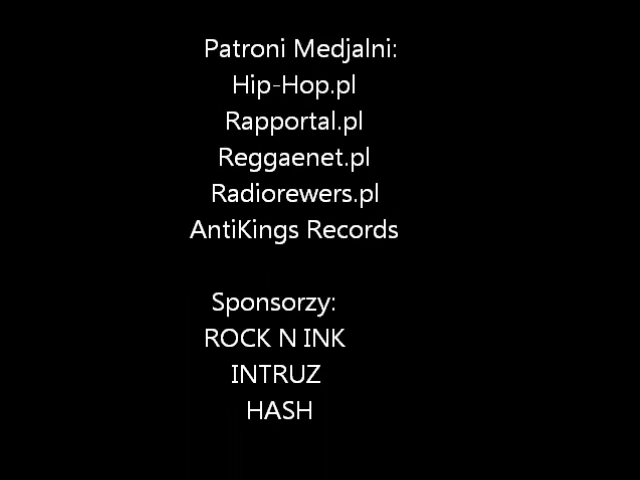 Patroni Medjalni:
Hip-Hop.pl
Rapportal.pl
Reggaenet.pl
Radiorewers.pl
AntiKings Records
Sponsorzy:
ROCK N INK
INTRUZ
HASH